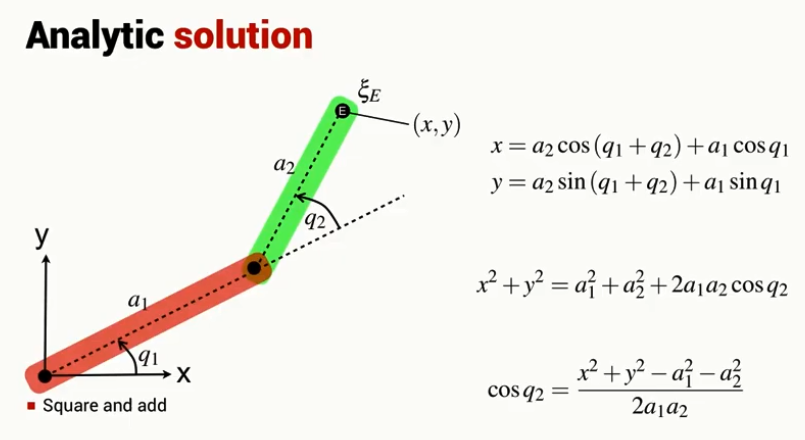 Analytic solution
ξ_E
(x, y)
a₂
q₂
y
a₁
q₁
x
▪ Square and add
x = a₂ cos (q₁ + q₂) + a₁ cos q₁
y = a₂ sin (q₁ + q₂) + a₁ sin q₁
x² + y² = a₁² + a₂² + 2a₁a₂ cos q₂
cos q₂ = (x² + y² − a₁² − a₂²) / (2a₁a₂)
E